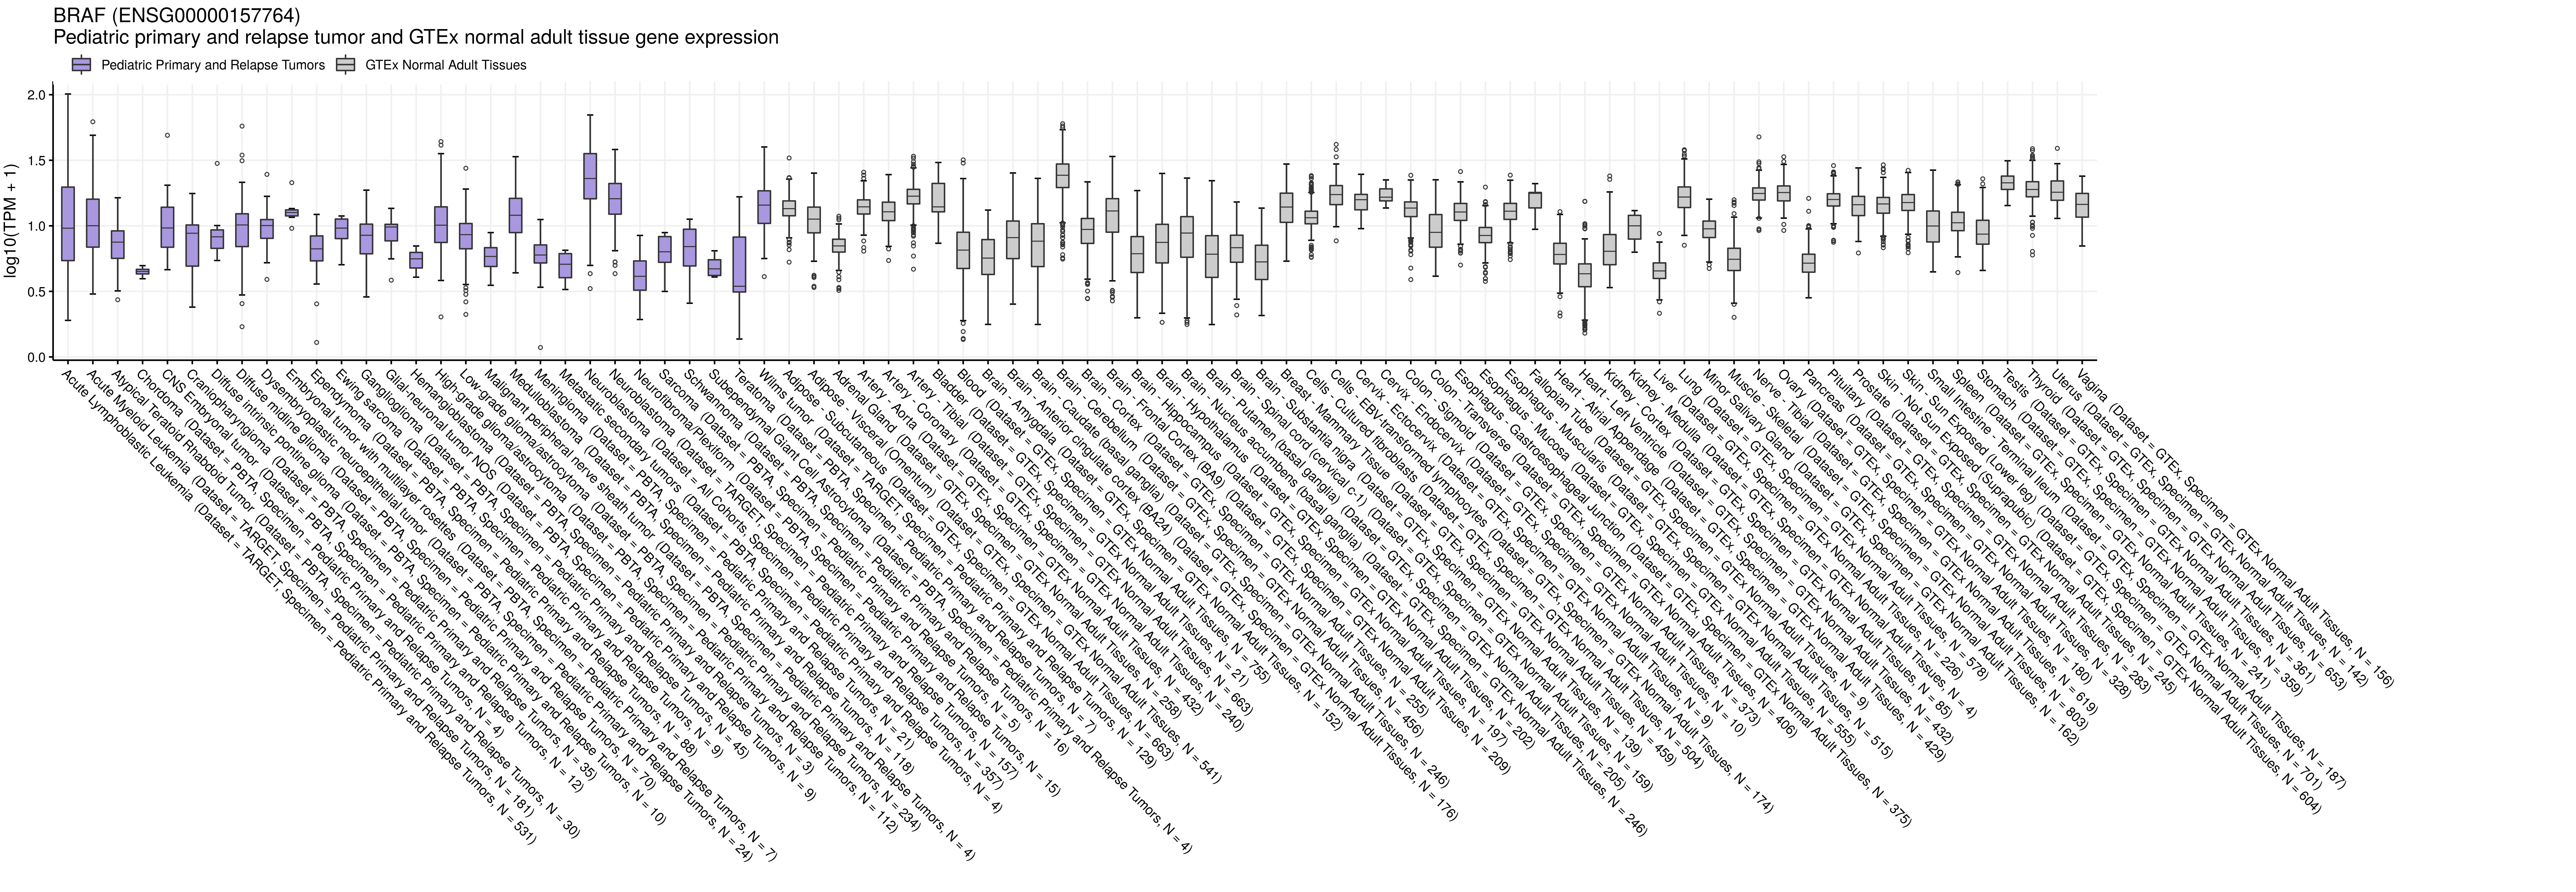 BRAF (ENSG00000157764)
Pediatric primary and relapse tumor and GTEx normal adult tissue gene expression
Pediatric Primary and Relapse Tumors
GTEx Normal Adult Tissues
log10(TPM + 1)
2.0
1.5
1.0
0.5
0.0
Acute Lymphoblastic Leukemia (Dataset = TARGET, Specimen = Pediatric Primary and Relapse Tumors, N = 531)
Acute Myeloid Leukemia (Dataset = TARGET, Specimen = Pediatric Primary and Relapse Tumors, N = 181)
Atypical Teratoid Rhabdoid Tumor (Dataset = PBTA, Specimen = Pediatric Primary and Relapse Tumors, N = 30)
Chordoma (Dataset = PBTA, Specimen = Pediatric Primary and Relapse Tumors, N = 4)
CNS Embryonal tumor (Dataset = PBTA, Specimen = Pediatric Primary and Relapse Tumors, N = 12)
Craniopharyngioma (Dataset = PBTA, Specimen = Pediatric Primary and Relapse Tumors, N = 35)
Diffuse intrinsic pontine glioma (Dataset = PBTA, Specimen = Pediatric Primary and Relapse Tumors, N = 10)
Diffuse midline glioma (Dataset = PBTA, Specimen = Pediatric Primary and Relapse Tumors, N = 70)
Dysembryoplastic neuroepithelial tumor (Dataset = PBTA, Specimen = Pediatric Primary and Relapse Tumors, N = 24)
Embryonal tumor with multilayer rosettes (Dataset = PBTA, Specimen = Pediatric Primary and Relapse Tumors, N = 7)
Ependymoma (Dataset = PBTA, Specimen = Pediatric Primary and Relapse Tumors, N = 88)
Ewing sarcoma (Dataset = PBTA, Specimen = Pediatric Primary and Relapse Tumors, N = 9)
Ganglioglioma (Dataset = PBTA, Specimen = Pediatric Primary and Relapse Tumors, N = 45)
Glial-neuronal tumor NOS (Dataset = PBTA, Specimen = Pediatric Primary and Relapse Tumors, N = 9)
Hemangioblastoma (Dataset = PBTA, Specimen = Pediatric Primary and Relapse Tumors, N = 3)
High-grade glioma/astrocytoma (Dataset = PBTA, Specimen = Pediatric Primary and Relapse Tumors, N = 112)
Low-grade glioma/astrocytoma (Dataset = PBTA, Specimen = Pediatric Primary and Relapse Tumors, N = 234)
Malignant peripheral nerve sheath tumor (Dataset = PBTA, Specimen = Pediatric Primary and Relapse Tumors, N = 4)
Medulloblastoma (Dataset = PBTA, Specimen = Pediatric Primary and Relapse Tumors, N = 118)
Meningioma (Dataset = PBTA, Specimen = Pediatric Primary and Relapse Tumors, N = 21)
Metastatic secondary tumors (Dataset = PBTA, Specimen = Pediatric Primary and Relapse Tumors, N = 4)
Neuroblastoma (Dataset = All Cohorts, Specimen = Pediatric Primary and Relapse Tumors, N = 357)
Neuroblastoma (Dataset = TARGET, Specimen = Pediatric Primary and Relapse Tumors, N = 157)
Neurofibroma/Plexiform (Dataset = PBTA, Specimen = Pediatric Primary and Relapse Tumors, N = 15)
Sarcoma (Dataset = PBTA, Specimen = Pediatric Primary and Relapse Tumors, N = 5)
Schwannoma (Dataset = PBTA, Specimen = Pediatric Primary and Relapse Tumors, N = 16)
Subependymal Giant Cell Astrocytoma (Dataset = PBTA, Specimen = Pediatric Primary and Relapse Tumors, N = 4)
Teratoma (Dataset = PBTA, Specimen = Pediatric Primary and Relapse Tumors, N = 7)
Wilms tumor (Dataset = TARGET, Specimen = Pediatric Primary and Relapse Tumors, N = 129)
Adipose - Subcutaneous (Dataset = GTEx, Specimen = GTEx Normal Adult Tissues, N = 663)
Adipose - Visceral (Omentum) (Dataset = GTEx, Specimen = GTEx Normal Adult Tissues, N = 541)
Adrenal Gland (Dataset = GTEx, Specimen = GTEx Normal Adult Tissues, N = 258)
Artery - Aorta (Dataset = GTEx, Specimen = GTEx Normal Adult Tissues, N = 432)
Artery - Coronary (Dataset = GTEx, Specimen = GTEx Normal Adult Tissues, N = 240)
Artery - Tibial (Dataset = GTEx, Specimen = GTEx Normal Adult Tissues, N = 663)
Bladder (Dataset = GTEx, Specimen = GTEx Normal Adult Tissues, N = 21)
Blood (Dataset = GTEx, Specimen = GTEx Normal Adult Tissues, N = 755)
Brain - Amygdala (Dataset = GTEx, Specimen = GTEx Normal Adult Tissues, N = 152)
Brain - Anterior cingulate cortex (BA24) (Dataset = GTEx, Specimen = GTEx Normal Adult Tissues, N = 176)
Brain - Caudate (basal ganglia) (Dataset = GTEx, Specimen = GTEx Normal Adult Tissues, N = 246)
Brain - Cerebellum
Brain - Cortex (Dataset = GTEx, Specimen = GTEx Normal Adult Tissues, N = 255)
Brain - Frontal Cortex (BA9) (Dataset = GTEx, Specimen = GTEx Normal Adult Tissues, N = 209)
Brain - Hippocampus (Dataset = GTEx, Specimen = GTEx Normal Adult Tissues, N = 197)
Brain - Hypothalamus (Dataset = GTEx, Specimen = GTEx Normal Adult Tissues, N = 202)
Brain - Nucleus accumbens (basal ganglia) (Dataset = GTEx, Specimen = GTEx Normal Adult Tissues, N = 246)
Brain - Putamen (basal ganglia) (Dataset = GTEx, Specimen = GTEx Normal Adult Tissues, N = 205)
Brain - Spinal cord (cervical c-1) (Dataset = GTEx, Specimen = GTEx Normal Adult Tissues, N = 159)
Brain - Substantia nigra (Dataset = GTEx, Specimen = GTEx Normal Adult Tissues, N = 139)
Breast - Mammary Tissue (Dataset = GTEx, Specimen = GTEx Normal Adult Tissues, N = 459)
Cells - Cultured fibroblasts (Dataset = GTEx, Specimen = GTEx Normal Adult Tissues, N = 504)
Cells - EBV-transformed lymphocytes (Dataset = GTEx, Specimen = GTEx Normal Adult Tissues, N = 174)
Cervix - Ectocervix (Dataset = GTEx, Specimen = GTEx Normal Adult Tissues, N = 9)
Cervix - Endocervix (Dataset = GTEx, Specimen = GTEx Normal Adult Tissues, N = 10)
Colon - Sigmoid (Dataset = GTEx, Specimen = GTEx Normal Adult Tissues, N = 373)
Colon - Transverse (Dataset = GTEx, Specimen = GTEx Normal Adult Tissues, N = 406)
Esophagus - Gastroesophageal Junction (Dataset = GTEx, Specimen = GTEx Normal Adult Tissues, N = 375)
Esophagus - Mucosa (Dataset = GTEx, Specimen = GTEx Normal Adult Tissues, N = 555)
Esophagus - Muscularis (Dataset = GTEx, Specimen = GTEx Normal Adult Tissues, N = 515)
Fallopian Tube (Dataset = GTEx, Specimen = GTEx Normal Adult Tissues, N = 9)
Heart - Atrial Appendage (Dataset = GTEx, Specimen = GTEx Normal Adult Tissues, N = 429)
Heart - Left Ventricle (Dataset = GTEx, Specimen = GTEx Normal Adult Tissues, N = 432)
Kidney - Cortex (Dataset = GTEx, Specimen = GTEx Normal Adult Tissues, N = 85)
Kidney - Medulla (Dataset = GTEx, Specimen = GTEx Normal Adult Tissues, N = 4)
Liver (Dataset = GTEx, Specimen = GTEx Normal Adult Tissues, N = 226)
Lung (Dataset = GTEx, Specimen = GTEx Normal Adult Tissues, N = 578)
Minor Salivary Gland (Dataset = GTEx, Specimen = GTEx Normal Adult Tissues, N = 162)
Muscle - Skeletal (Dataset = GTEx, Specimen = GTEx Normal Adult Tissues, N = 803)
Nerve - Tibial (Dataset = GTEx, Specimen = GTEx Normal Adult Tissues, N = 619)
Ovary (Dataset = GTEx, Specimen = GTEx Normal Adult Tissues, N = 180)
Pancreas (Dataset = GTEx, Specimen = GTEx Normal Adult Tissues, N = 328)
Pituitary (Dataset = GTEx, Specimen = GTEx Normal Adult Tissues, N = 283)
Prostate (Dataset = GTEx, Specimen = GTEx Normal Adult Tissues, N = 245)
Skin - Not Sun Exposed (Suprapubic) (Dataset = GTEx, Specimen = GTEx Normal Adult Tissues, N = 604)
Skin - Sun Exposed (Lower leg) (Dataset = GTEx, Specimen = GTEx Normal Adult Tissues, N = 701)
Small Intestine - Terminal Ileum (Dataset = GTEx, Specimen = GTEx Normal Adult Tissues, N = 187)
Spleen (Dataset = GTEx, Specimen = GTEx Normal Adult Tissues, N = 241)
Stomach (Dataset = GTEx, Specimen = GTEx Normal Adult Tissues, N = 359)
Testis (Dataset = GTEx, Specimen = GTEx Normal Adult Tissues, N = 361)
Thyroid (Dataset = GTEx, Specimen = GTEx Normal Adult Tissues, N = 653)
Uterus (Dataset = GTEx, Specimen = GTEx Normal Adult Tissues, N = 142)
Vagina (Dataset = GTEx, Specimen = GTEx Normal Adult Tissues, N = 156)